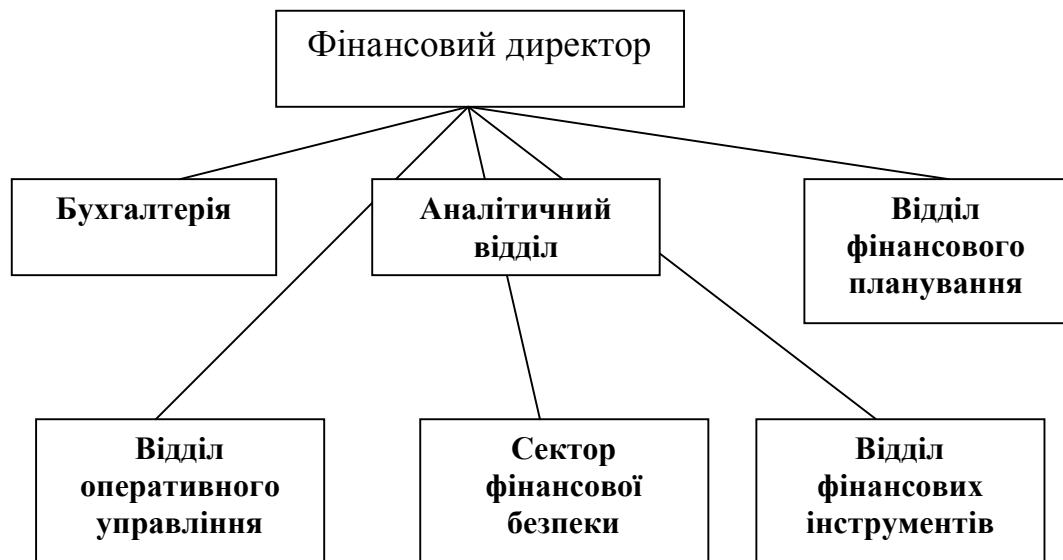 Фінансовий директор
Бухгалтерія
Аналітичний
відділ
Відділ
фінансового
планування
Відділ
оперативного
управління
Сектор
фінансової
безпеки
Відділ
фінансових
інструментів